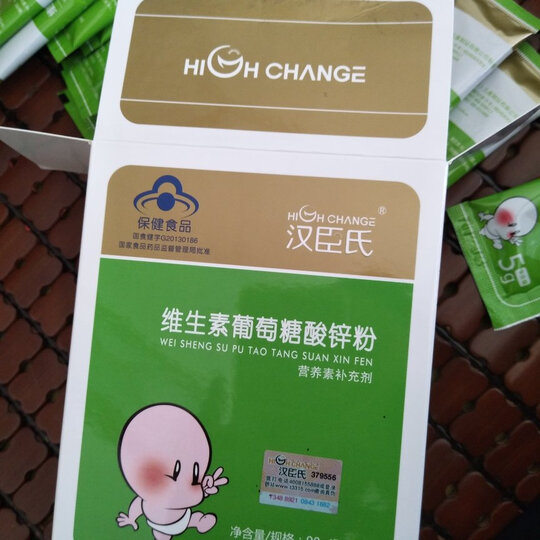 HIGH CHANGE
保健食品
国食健字G20130186
国家食品药品监督管理局批准
HIGH CHANGE®
汉臣氏
维生素葡萄糖酸锌粉
WEI SHENG SU PU TAO TANG SUAN XIN FEN
营养素补充剂
HIGH CHANGE
汉臣氏 379556
净含量/规格:
5g